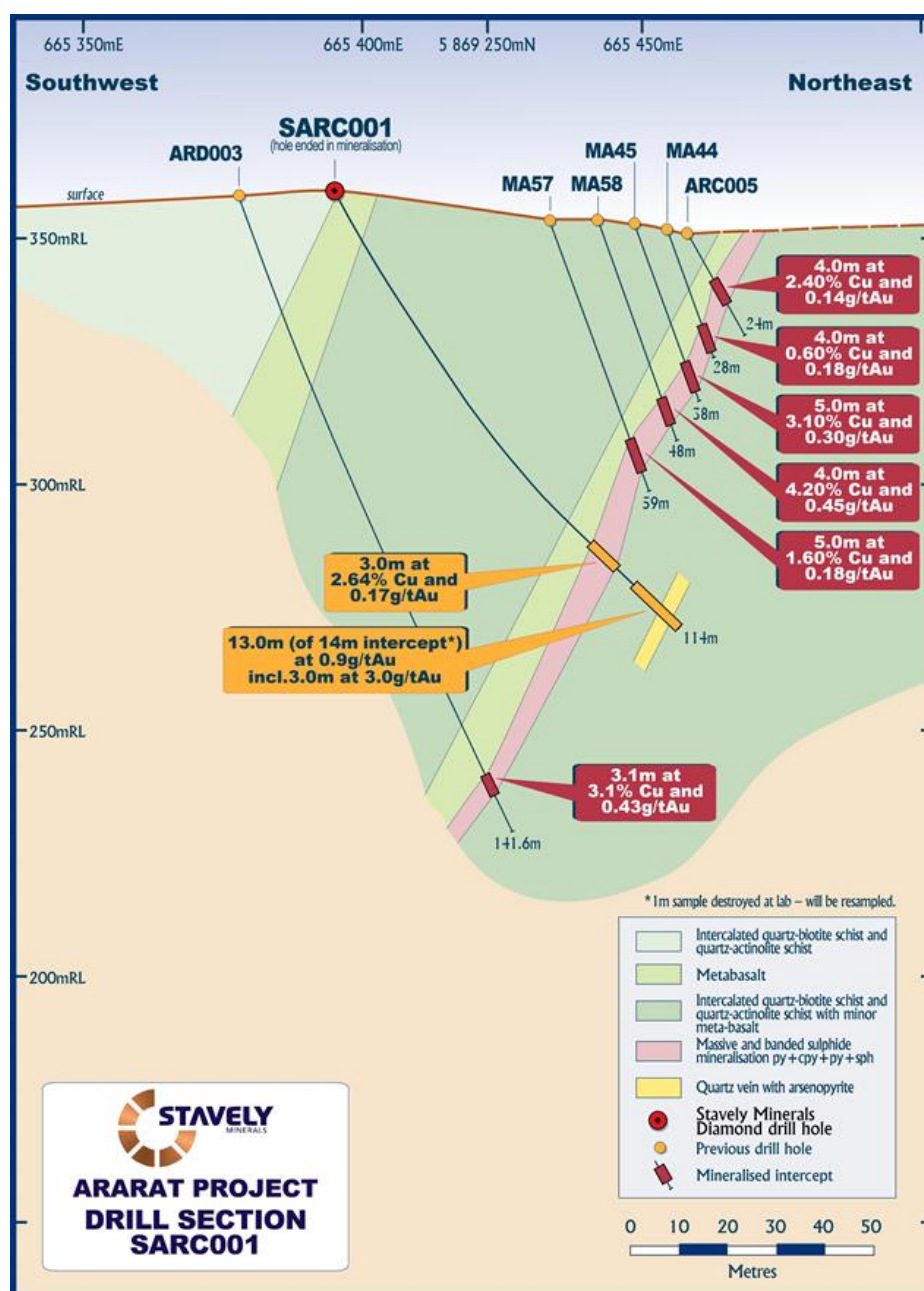 665 350mE
665 400mE
5 869 250mN
665 450mE
Southwest
Northeast
SARC001
(hole ended in mineralisation)
ARD003
MA45
MA44
MA57
MA58
ARC005
surface
350mRL
4.0m at
2.40% Cu and
0.14g/tAu
24m
4.0m at
0.60% Cu and
0.18g/tAu
28m
38m
5.0m at
3.10% Cu and
0.30g/tAu
48m
300mRL
59m
4.0m at
4.20% Cu and
0.45g/tAu
5.0m at
1.60% Cu and
0.18g/tAu
3.0m at
2.64% Cu and
0.17g/tAu
13.0m (of 14m intercept*)
at 0.9g/tAu
incl.3.0m at 3.0g/tAu
114m
250mRL
3.1m at
3.1% Cu and
0.43g/tAu
141.6m
*1m sample destroyed at lab – will be resampled.
200mRL
Intercalated quartz-biotite schist and
quartz-actinolite schist
Metabasalt
Intercalated quartz-biotite schist and
quartz-actinolite schist with minor
meta-basalt
Massive and banded sulphide
mineralisation py+cpy+py+sph
Quartz vein with arsenopyrite
Stavely Minerals
Diamond drill hole
Previous drill hole
Mineralised intercept
0 10 20 30 40 50
Metres
STAVELY
MINERALS
ARARAT PROJECT
DRILL SECTION
SARC001